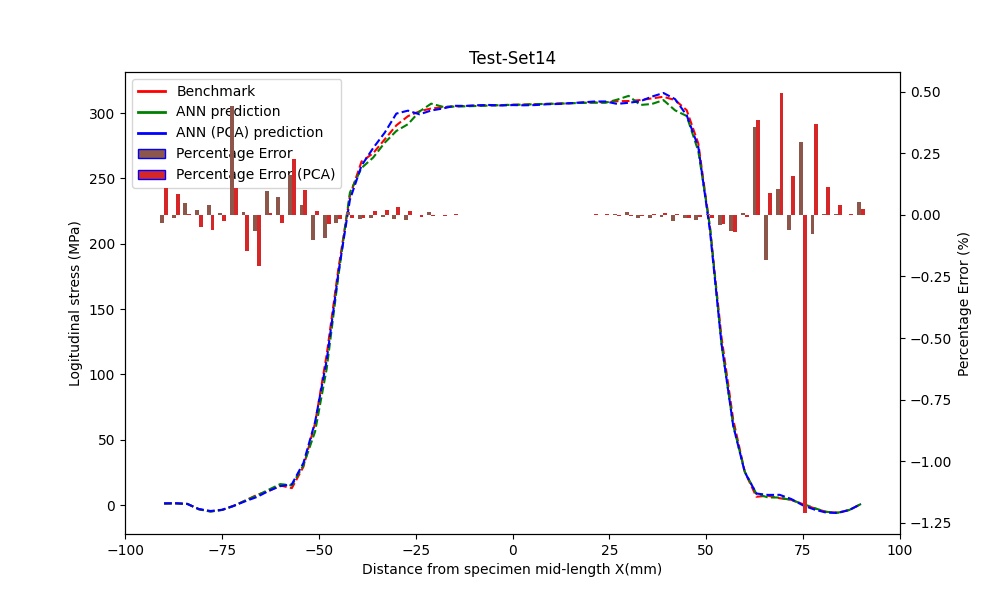 Test-Set14
Benchmark
ANN prediction
ANN (PCA) prediction
Percentage Error
Percentage Error (PCA)
300
250
200
150
100
50
0
Logitudinal stress (MPa)
0.50
0.25
0.00
−0.25
−0.50
−0.75
−1.00
−1.25
Percentage Error (%)
−100 −75 −50 −25 0 25 50 75 100
Distance from specimen mid-length X(mm)